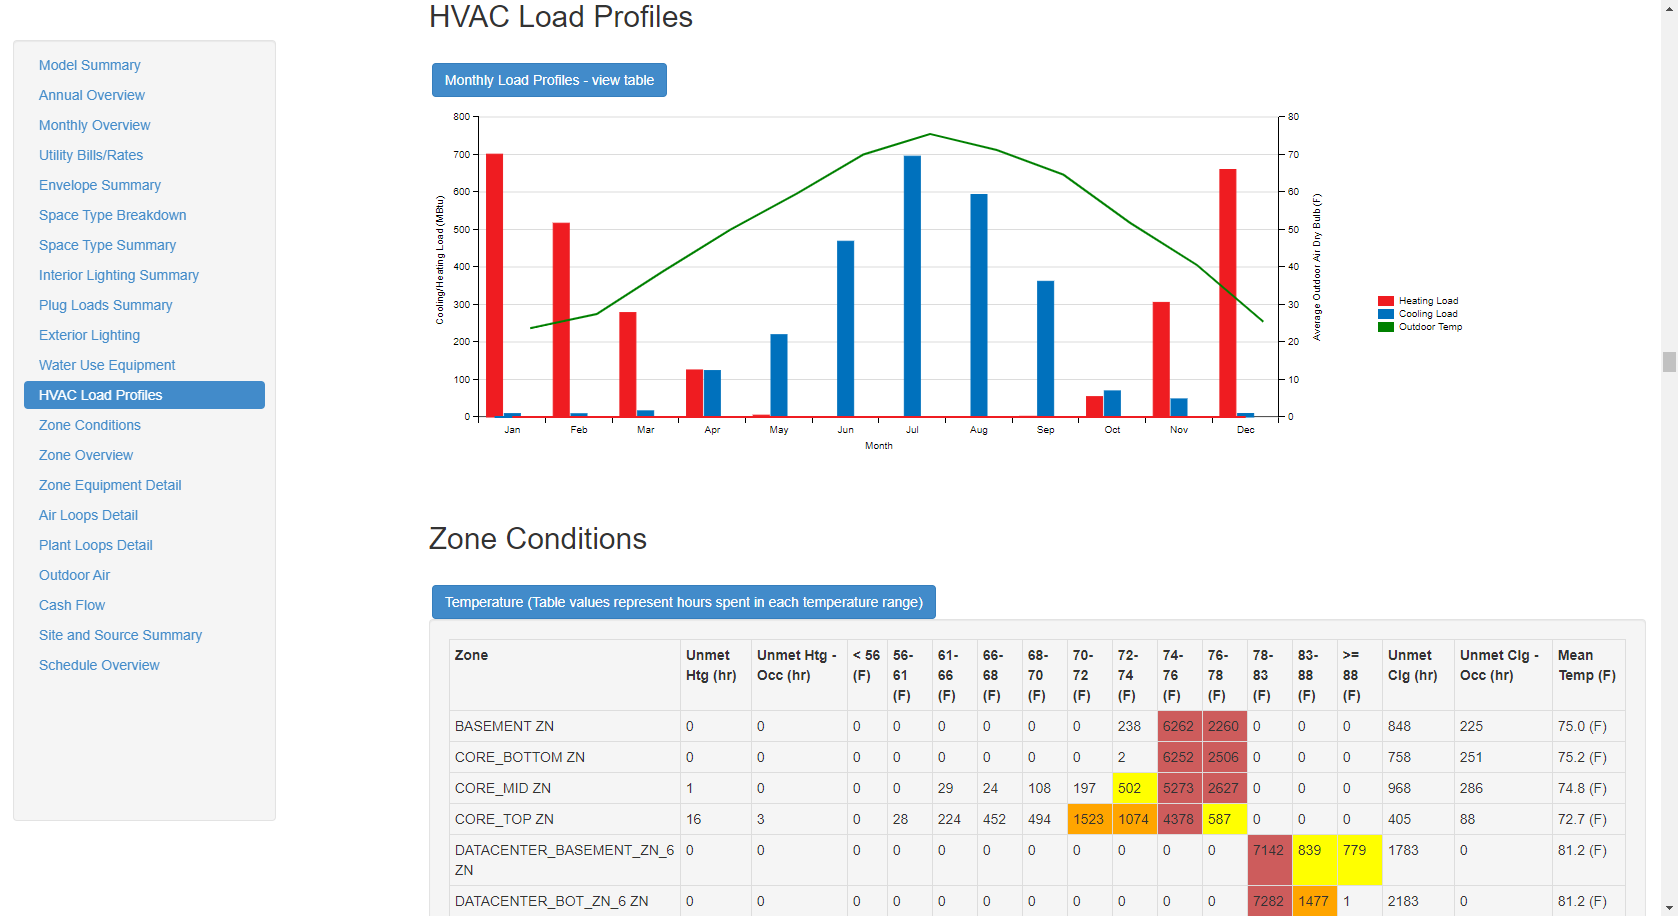 HVAC Load Profiles
Model Summary
Annual Overview
Monthly Overview
Utility Bills/Rates
Envelope Summary
Space Type Breakdown
Space Type Summary
Interior Lighting Summary
Plug Loads Summary
Exterior Lighting
Water Use Equipment
HVAC Load Profiles
Zone Conditions
Zone Overview
Zone Equipment Detail
Air Loops Detail
Plant Loops Detail
Outdoor Air
Cash Flow
Site and Source Summary
Schedule Overview
Monthly Load Profiles - view table
Cooling/Heating Load (MBtu)
800
700
600
500
400
300
200
100
0
Jan Feb Mar Apr May Jun Jul Aug Sep Oct Nov Dec
Month
80
70
60
50
40
30
20
10
0
Average Outdoor Air Dry Bulb (F)
Heating Load
Cooling Load
Outdoor Temp
Zone Conditions
Temperature (Table values represent hours spent in each temperature range)
Zone Unmet Htg (hr) Unmet Htg - Occ (hr) < 56 (F) 56-61 (F) 61-66 (F) 66-68 (F) 68-70 (F) 70-72 (F) 72-74 (F) 74-76 (F) 76-78 (F) 78-83 (F) 83-88 (F) >= 88 (F) Unmet Clg (hr) Unmet Clg - Occ (hr) Mean Temp (F)
BASEMENT ZN 0 0 0 0 0 0 0 0 238 6262 2260 0 0 0 848 225 75.0 (F)
CORE_BOTTOM ZN 0 0 0 0 0 0 0 0 2 6252 2506 0 0 0 758 251 75.2 (F)
CORE_MID ZN 1 0 0 0 29 24 108 197 502 5273 2627 0 0 0 968 286 74.8 (F)
CORE_TOP ZN 16 3 0 28 224 452 494 1523 1074 4378 587 0 0 0 405 88 72.7 (F)
DATACENTER_BASEMENT_ZN_6 ZN 0 0 0 0 0 0 0 0 0 0 0 7142 839 779 1783 0 81.2 (F)
DATACENTER_BOT_ZN_6 ZN 0 0 0 0 0 0 0 0 0 0 0 7282 1477 1 2183 0 81.2 (F)